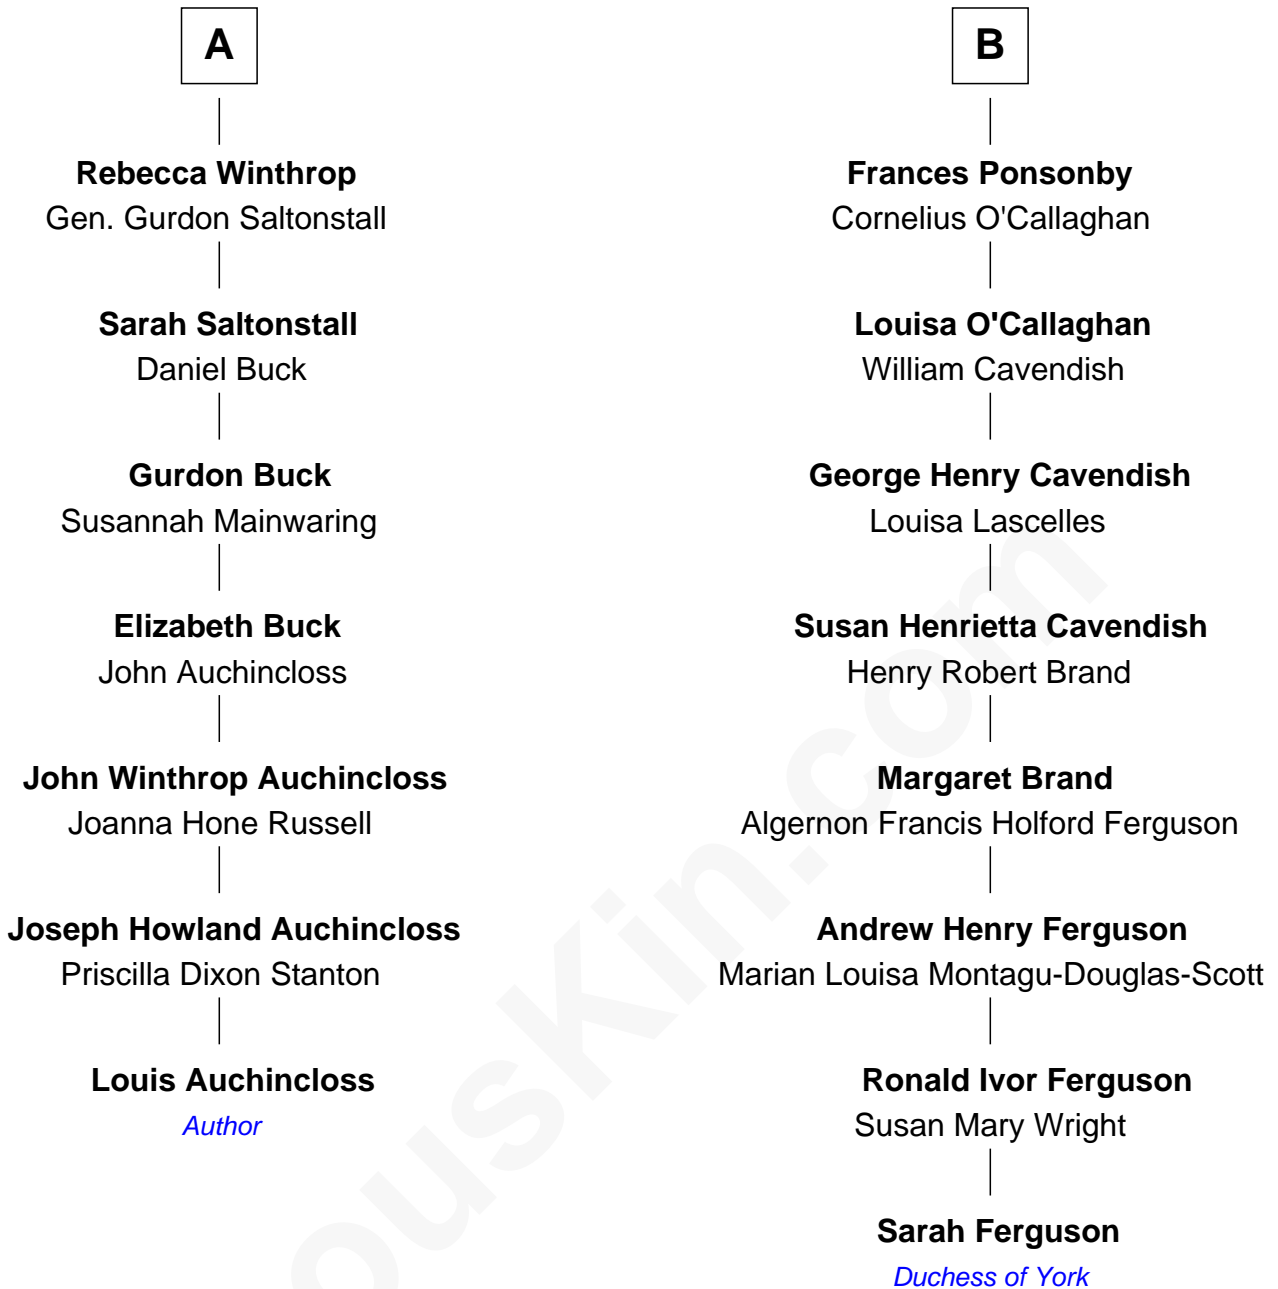 A
Rebecca Winthrop
Gen. Gurdon Saltonstall
Sarah Saltonstall
Daniel Buck
Gurdon Buck
Susannah Mainwaring
Elizabeth Buck
John Auchincloss
John Winthrop Auchincloss
Joanna Hone Russell
Joseph Howland Auchincloss
Priscilla Dixon Stanton
Louis Auchincloss
Author
B
Frances Ponsonby
Cornelius O'Callaghan
Louisa O'Callaghan
William Cavendish
George Henry Cavendish
Louisa Lascelles
Susan Henrietta Cavendish
Henry Robert Brand
Margaret Brand
Algernon Francis Holford Ferguson
Andrew Henry Ferguson
Marian Louisa Montagu-Douglas-Scott
Ronald Ivor Ferguson
Susan Mary Wright
Sarah Ferguson
Duchess of York
ousKin.com